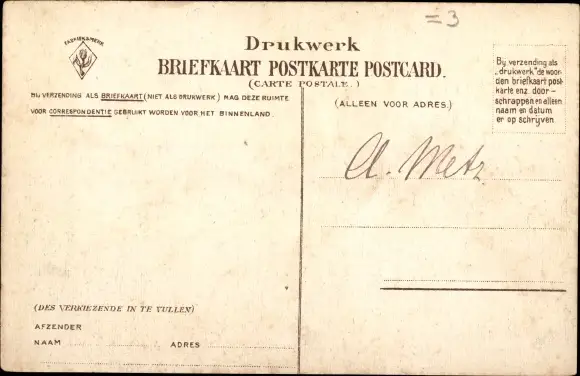 = 3
FABRIEKSMERK
Drukwerk
BRIEFKAART POSTKARTE POSTCARD.
(CARTE POSTALE.)
BIJ VERZENDING ALS BRIEFKAART (NIET ALS DRUKWERK) MAG DEZE RUIMTE
VOOR CORRESPONDENTIE GEBRUIKT WORDEN VOOR HET BINNENLAND.
(ALLEEN VOOR ADRES.)
Bij verzending als
„drukwerk" de woor-
den briefkaart post-
karte enz. door-
schrappen en alleen
naam en datum
er op schrijven.
A. Metz
(DES VERKIEZENDE IN TE VULLEN)
AFZENDER
NAAM ADRES